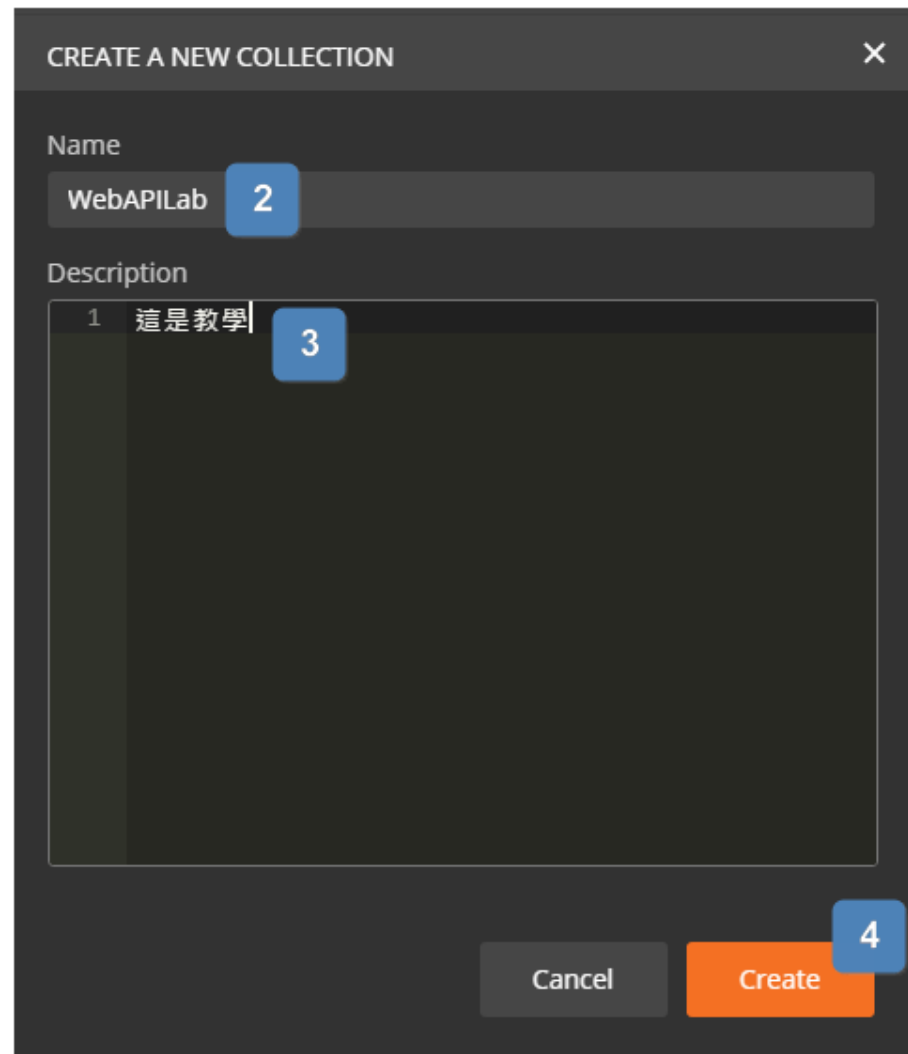 CREATE A NEW COLLECTION ×
Name
WebAPILab 2
Description
1 這是教學 3
4
Cancel Create